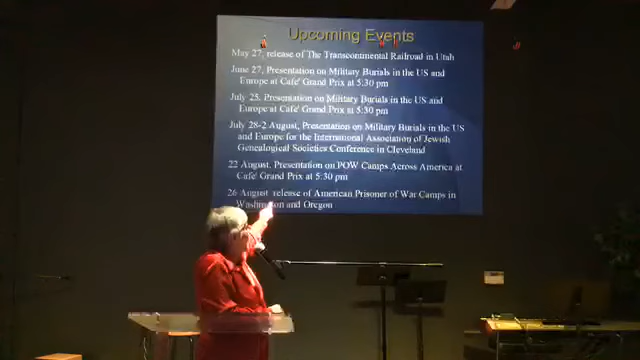 Upcoming Events
May 27, release of The Transcontinental Railroad in Utah
June 27, Presentation on Military Burials in the US and
Europe at Cafe' Grand Prix at 5:30 pm
July 25, Presentation on Military Burials in the US and
Europe at Cafe' Grand Prix at 5:30 pm
July 28-2 August, Presentation on Military Burials in the US
and Europe for the International Association of Jewish
Genealogical Societies Conference in Cleveland
22 August, Presentation on POW Camps Across America at
Cafe' Grand Prix at 5:30 pm
26 August release of American Prisoner of War Camps in
Washington and Oregon